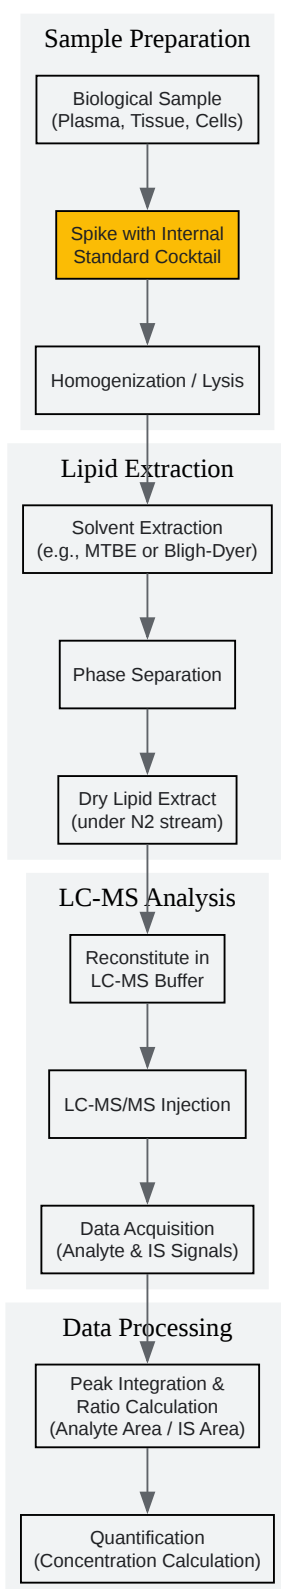 Sample Preparation
Biological Sample
(Plasma, Tissue, Cells)
Spike with Internal
Standard Cocktail
Homogenization / Lysis
Lipid Extraction
Solvent Extraction
(e.g., MTBE or Bligh-Dyer)
Phase Separation
Dry Lipid Extract
(under N2 stream)
LC-MS Analysis
Reconstitute in
LC-MS Buffer
LC-MS/MS Injection
Data Acquisition
(Analyte & IS Signals)
Data Processing
Peak Integration &
Ratio Calculation
(Analyte Area / IS Area)
Quantification
(Concentration Calculation)